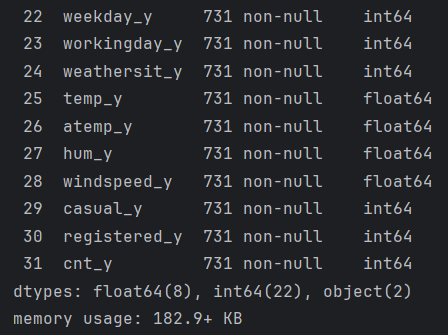 22 weekday_y 731 non-null int64
23 workingday_y 731 non-null int64
24 weathersit_y 731 non-null int64
25 temp_y 731 non-null float64
26 atemp_y 731 non-null float64
27 hum_y 731 non-null float64
28 windspeed_y 731 non-null float64
29 casual_y 731 non-null int64
30 registered_y 731 non-null int64
31 cnt_y 731 non-null int64
dtypes: float64(8), int64(22), object(2)
memory usage: 182.9+ KB